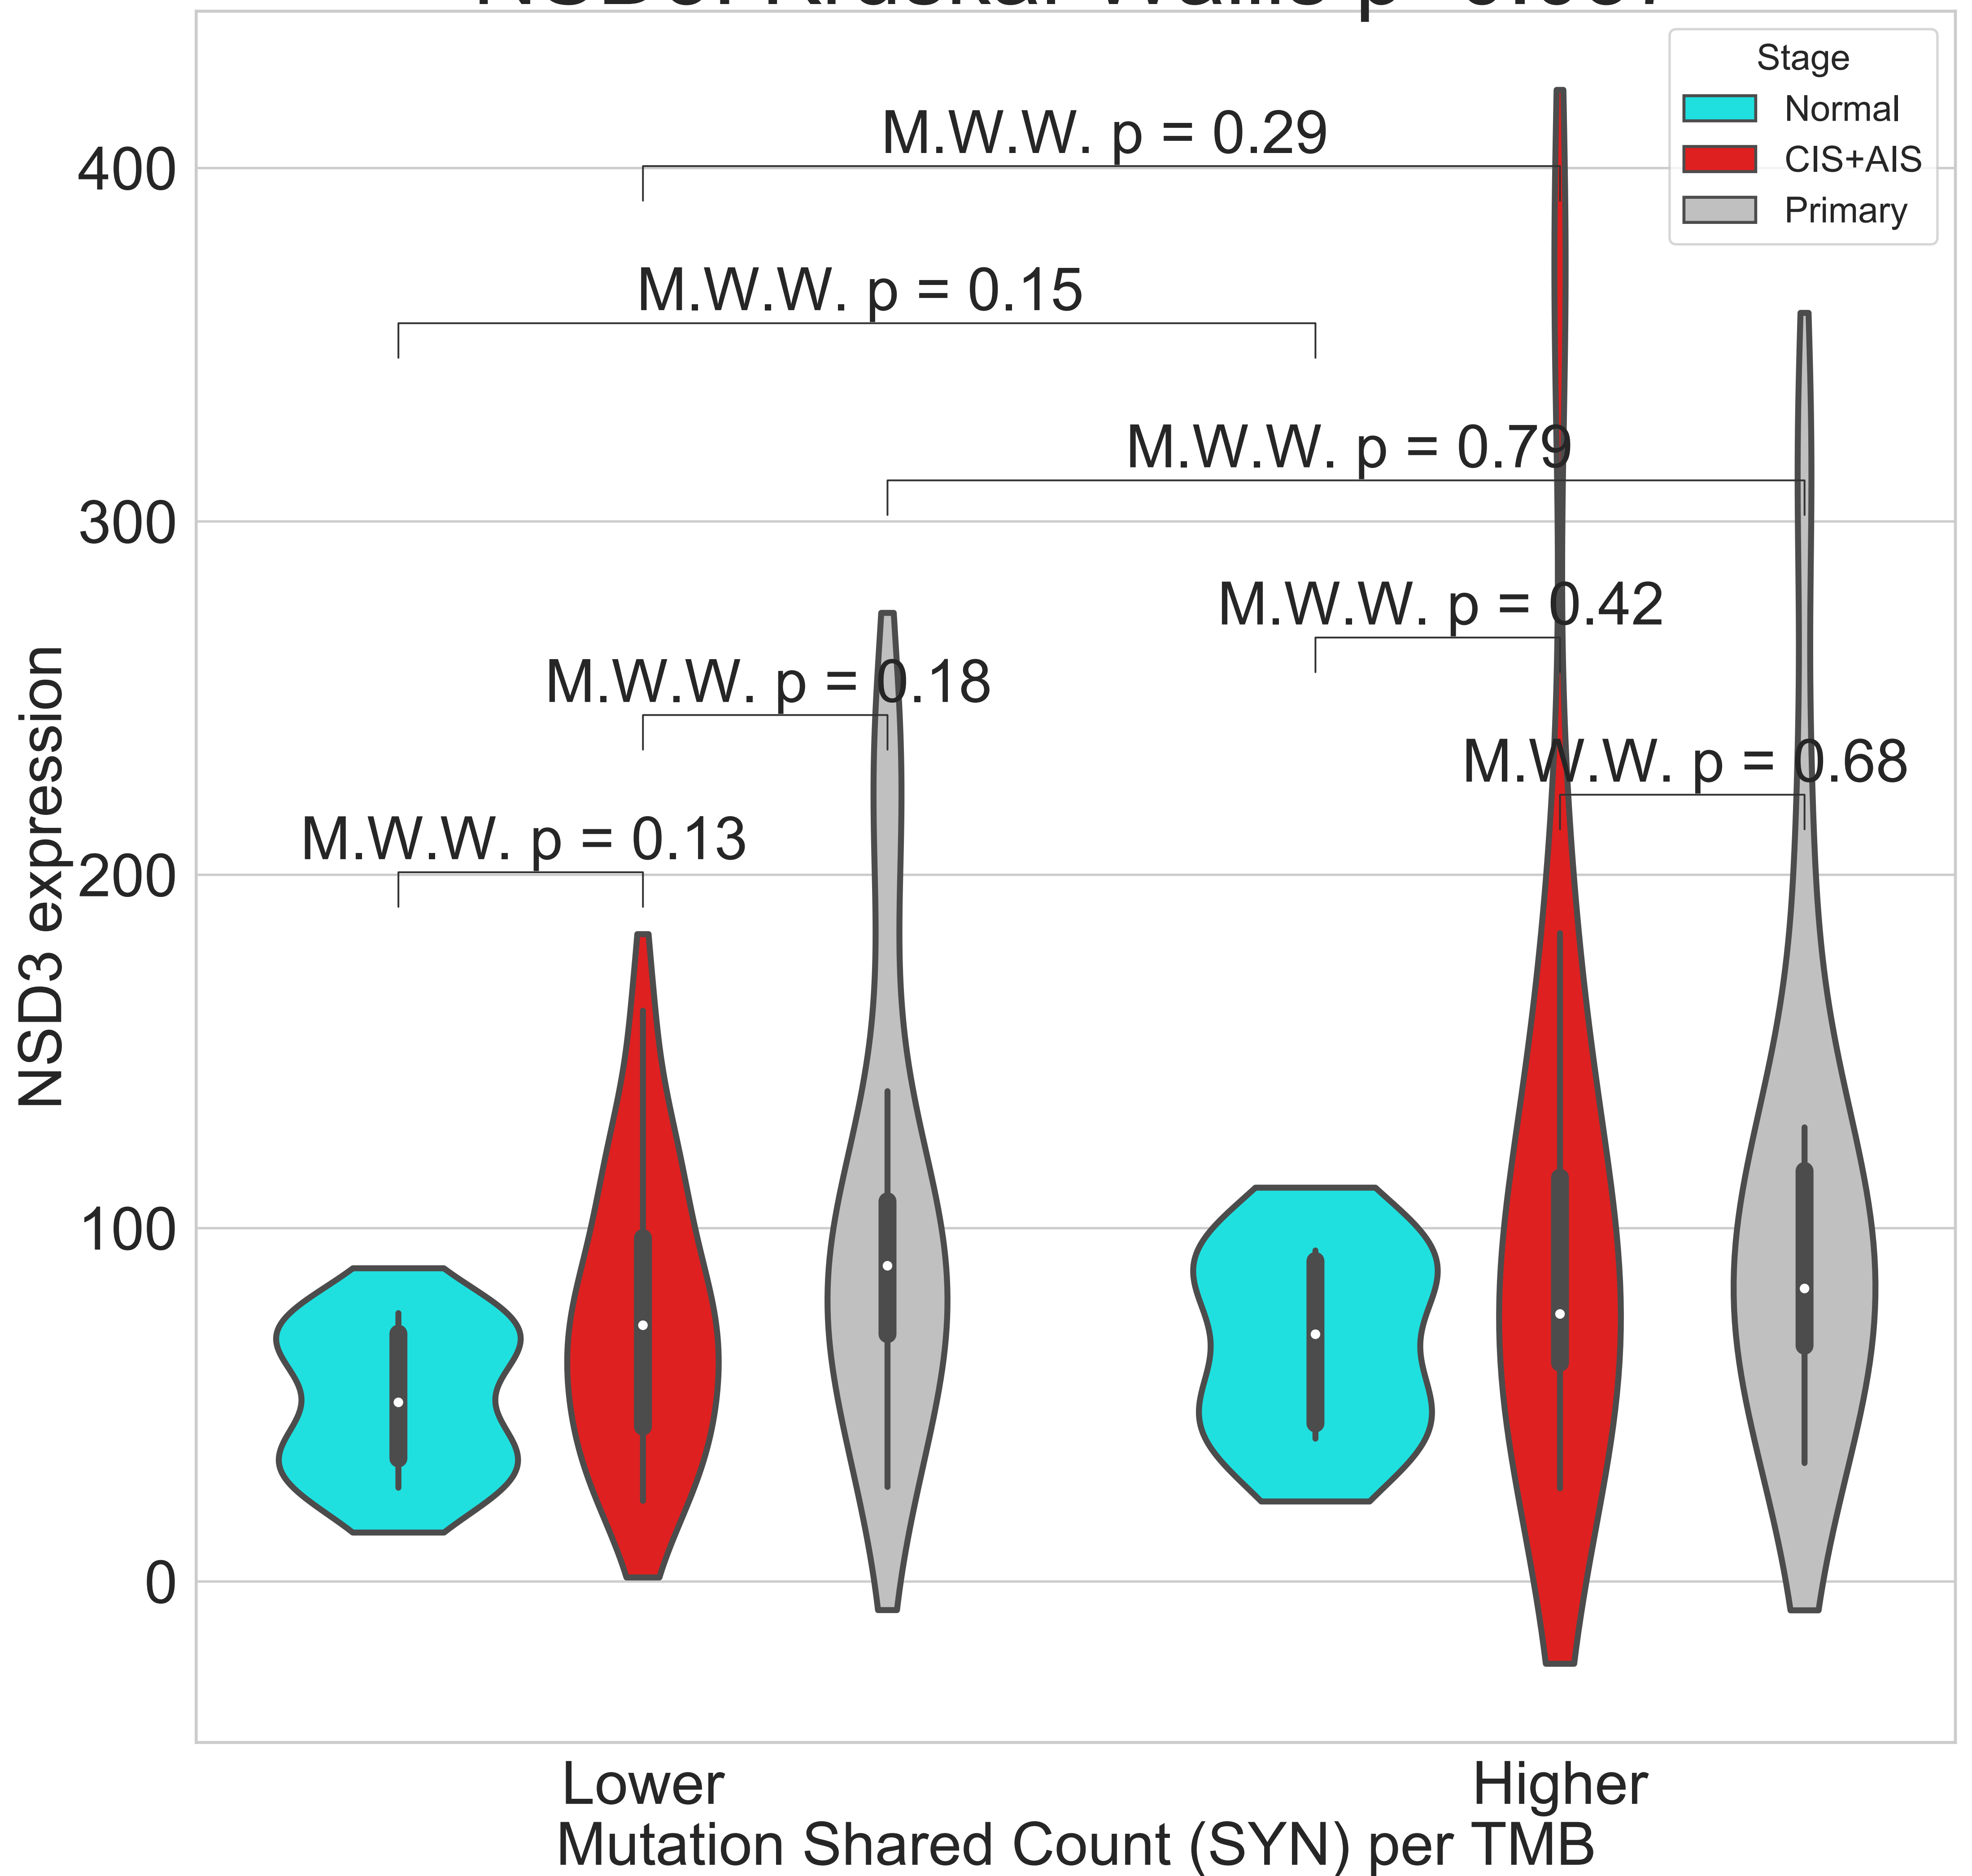 Stage
Normal
CIS+AIS
Primary
M.W.W. p = 0.29
M.W.W. p = 0.15
M.W.W. p = 0.79
M.W.W. p = 0.42
M.W.W. p = 0.18
M.W.W. p = 0.68
M.W.W. p = 0.13
400
300
200
100
0
NSD3 expression
Lower
Higher
Mutation Shared Count (SYN) per TMB